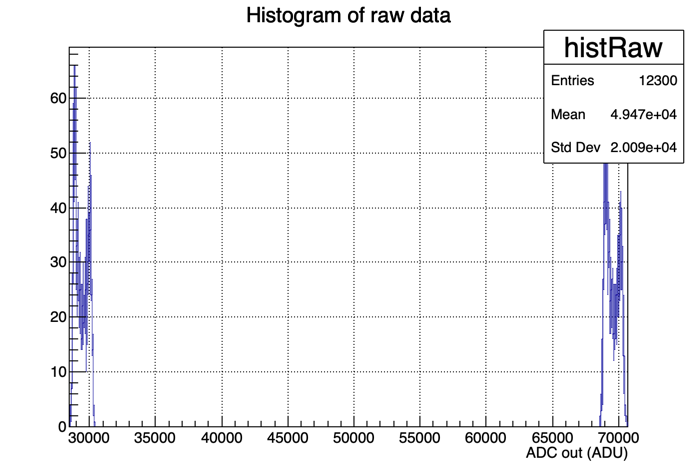 Histogram of raw data
histRaw
Entries 12300
Mean 4.947e+04
Std Dev 2.009e+04
60
50
40
30
20
10
0
30000 35000 40000 45000 50000 55000 60000 65000 70000
ADC out (ADU)